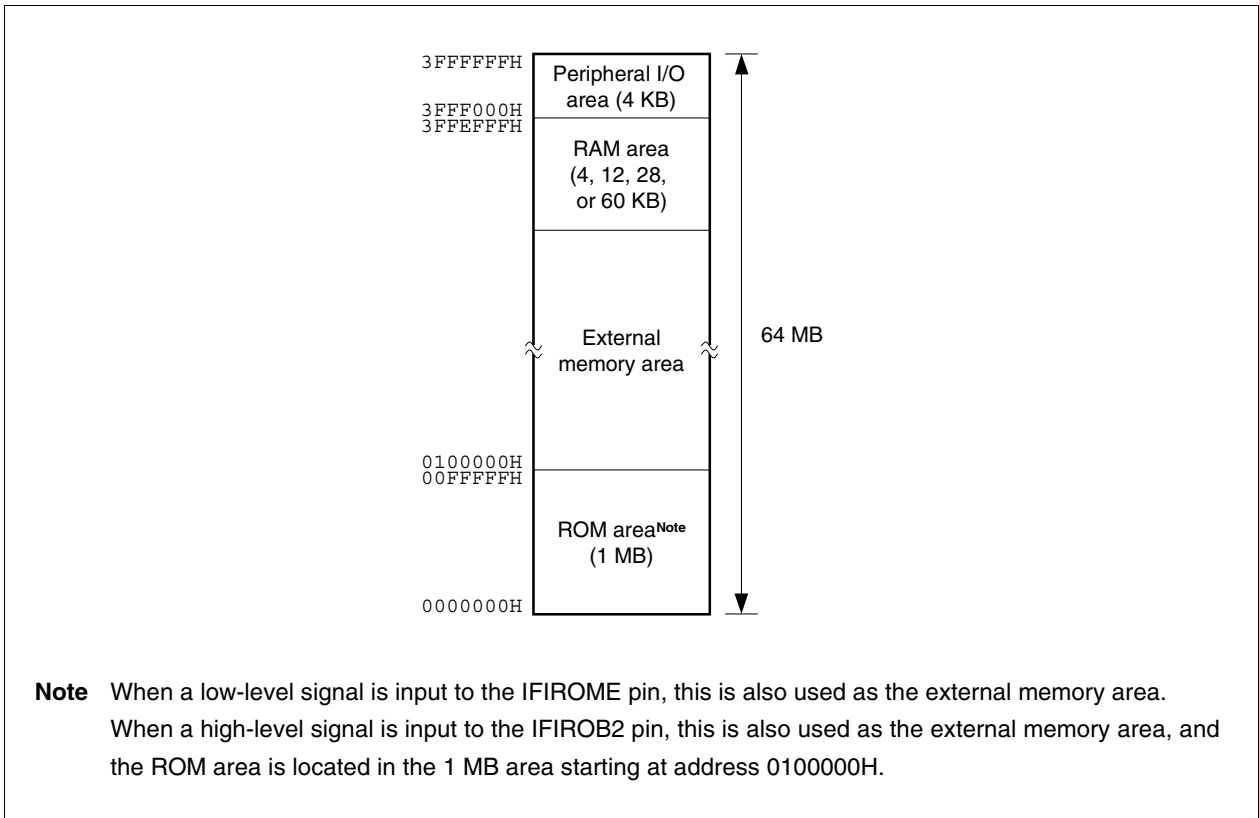 3FFFFFFH
Peripheral I/O
area (4 KB)
3FFF000H
3FFEFFFH
RAM area
(4, 12, 28,
or 60 KB)
External
memory area
64 MB
0100000H
00FFFFFH
ROM areaNote
(1 MB)
0000000H
Note When a low-level signal is input to the IFIROME pin, this is also used as the external memory area.
When a high-level signal is input to the IFIROB2 pin, this is also used as the external memory area, and
the ROM area is located in the 1 MB area starting at address 0100000H.